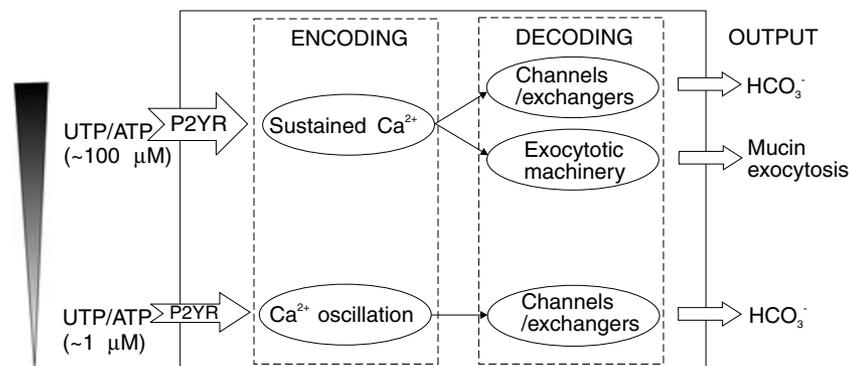 ENCODING DECODING OUTPUT
UTP/ATP
(~100 μM)
P2YR
Sustained Ca²⁺
Channels
/exchangers
HCO₃⁻
Exocytotic
machinery
Mucin
exocytosis
UTP/ATP
(~1 μM)
P2YR
Ca²⁺ oscillation
Channels
/exchangers
HCO₃⁻